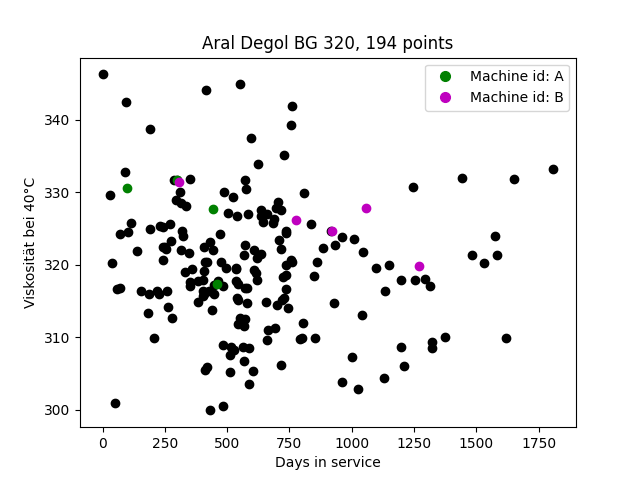 Aral Degol BG 320, 194 points
Machine id: A
Machine id: B
Viskosität bei 40°C
340
330
320
310
300
0 250 500 750 1000 1250 1500 1750
Days in service